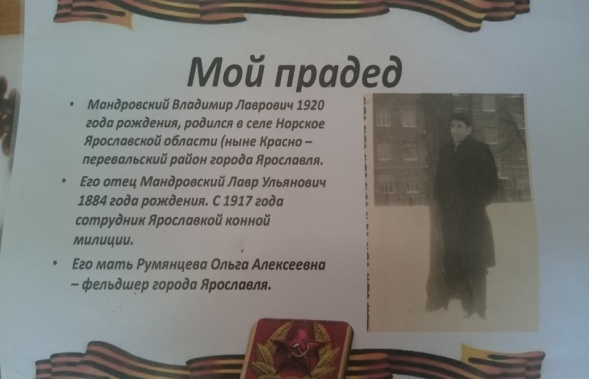 Мой прадед
• Мандровский Владимир Лаврович 1920
года рождения, родился в селе Норское
Ярославской области (ныне Красно –
перевальский район города Ярославля.
• Его отец Мандровский Лавр Ульянович
1884 года рождения. С 1917 года
сотрудник Ярославкой конной
милиции.
• Его мать Румянцева Ольга Алексеевна
– фельдшер города Ярославля.